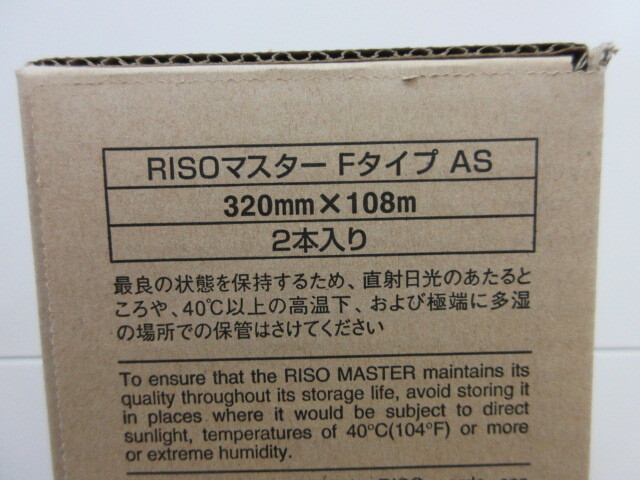 RISOマスター Fタイプ AS
320mm×108m
2本入り
最良の状態を保持するため、直射日光のあたると
ころや、40℃以上の高温下、および極端に多湿
の場所での保管はさけてください
To ensure that the RISO MASTER maintains its
quality throughout its storage life, avoid storing it
in places where it would be subject to direct
sunlight, temperatures of 40°C(104°F) or more
or extreme humidity.